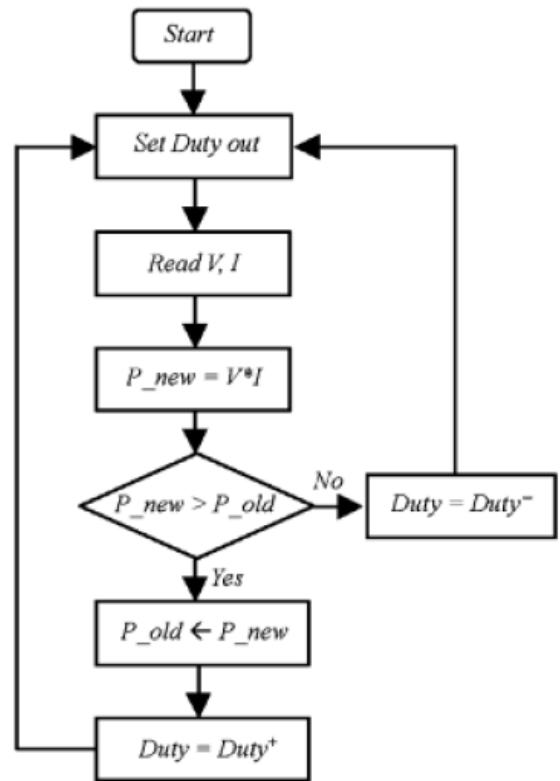 Start
Set Duty out
Read V, I
P_new = V*I
P_new > P_old
No
Duty = Duty⁻
Yes
P_old ← P_new
Duty = Duty⁺